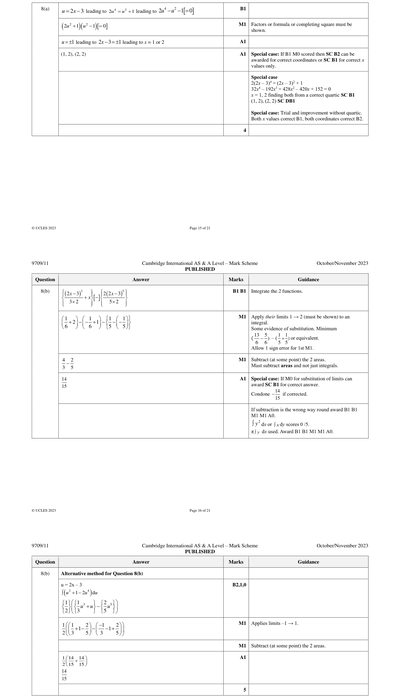 8(a)
u = 2x − 3 leading to 2u⁴ = u² + 1 leading to 2u⁴ − u² − 1[= 0]
B1
(2u² + 1)(u² − 1)[= 0]
M1
Factors or formula or completing square must be
shown.
u = ±1 leading to 2x − 3 = ±1 leading to x = 1 or 2
A1
(1, 2), (2, 2)
A1
Special case: If B1 M0 scored then SC B2 can be
awarded for correct coordinates or SC B1 for correct x
values only.
Special case
2(2x − 3)⁴ = (2x − 3)² + 1
32x⁴ − 192x³ + 428x² − 420x + 152 = 0
x = 1, 2 finding both from a correct quartic SC B1
(1, 2), (2, 2) SC DB1
Special case: Trial and improvement without quartic.
Both x values correct B1, both coordinates correct B2.
4
© UCLES 2023
Page 15 of 21
9709/11
Cambridge International AS & A Level – Mark Scheme
October/November 2023
PUBLISHED
Question
Answer
Marks
Guidance
8(b)
{(2x − 3)³/(3×2) + x} [−] {2(2x − 3)⁵/(5×2)}
B1 B1
Integrate the 2 functions.
(1/6 + 2) − (−1/6 + 1) − {1/5 − (−1/5)}
M1
Apply their limits 1 → 2 (must be shown) to an
integral.
Some evidence of substitution. Minimum
(13/6 − 5/6) − (1/5 + 1/5) or equivalent.
Allow 1 sign error for 1st M1.
4/3 − 2/5
M1
Subtract (at some point) the 2 areas.
Must subtract areas and not just integrals.
14/15
A1
Special case: If M0 for substitution of limits can
award SC B1 for correct answer.
Condone −14/15 if corrected.
If subtraction is the wrong way round award B1 B1
M1 M1 A0.
∫ y² dx or ∫ x dy scores 0 /5.
π∫ y dx used. Award B1 B1 M1 M1 A0.
© UCLES 2023
Page 16 of 21
9709/11
Cambridge International AS & A Level – Mark Scheme
October/November 2023
PUBLISHED
Question
Answer
Marks
Guidance
8(b)
Alternative method for Question 8(b)
u = 2x − 3
B2,1,0
∫(u² + 1 − 2u⁴)du
{1/2}{(1/3 u³ + u) − (2/5 u⁵)}
1/2{(1/3 + 1 − 2/5) − (−1/3 − 1 + 2/5)}
M1
Applies limits −1 → 1.
M1
Subtract (at some point) the 2 areas.
1/2(14/15 + 14/15)
A1
14/15
5